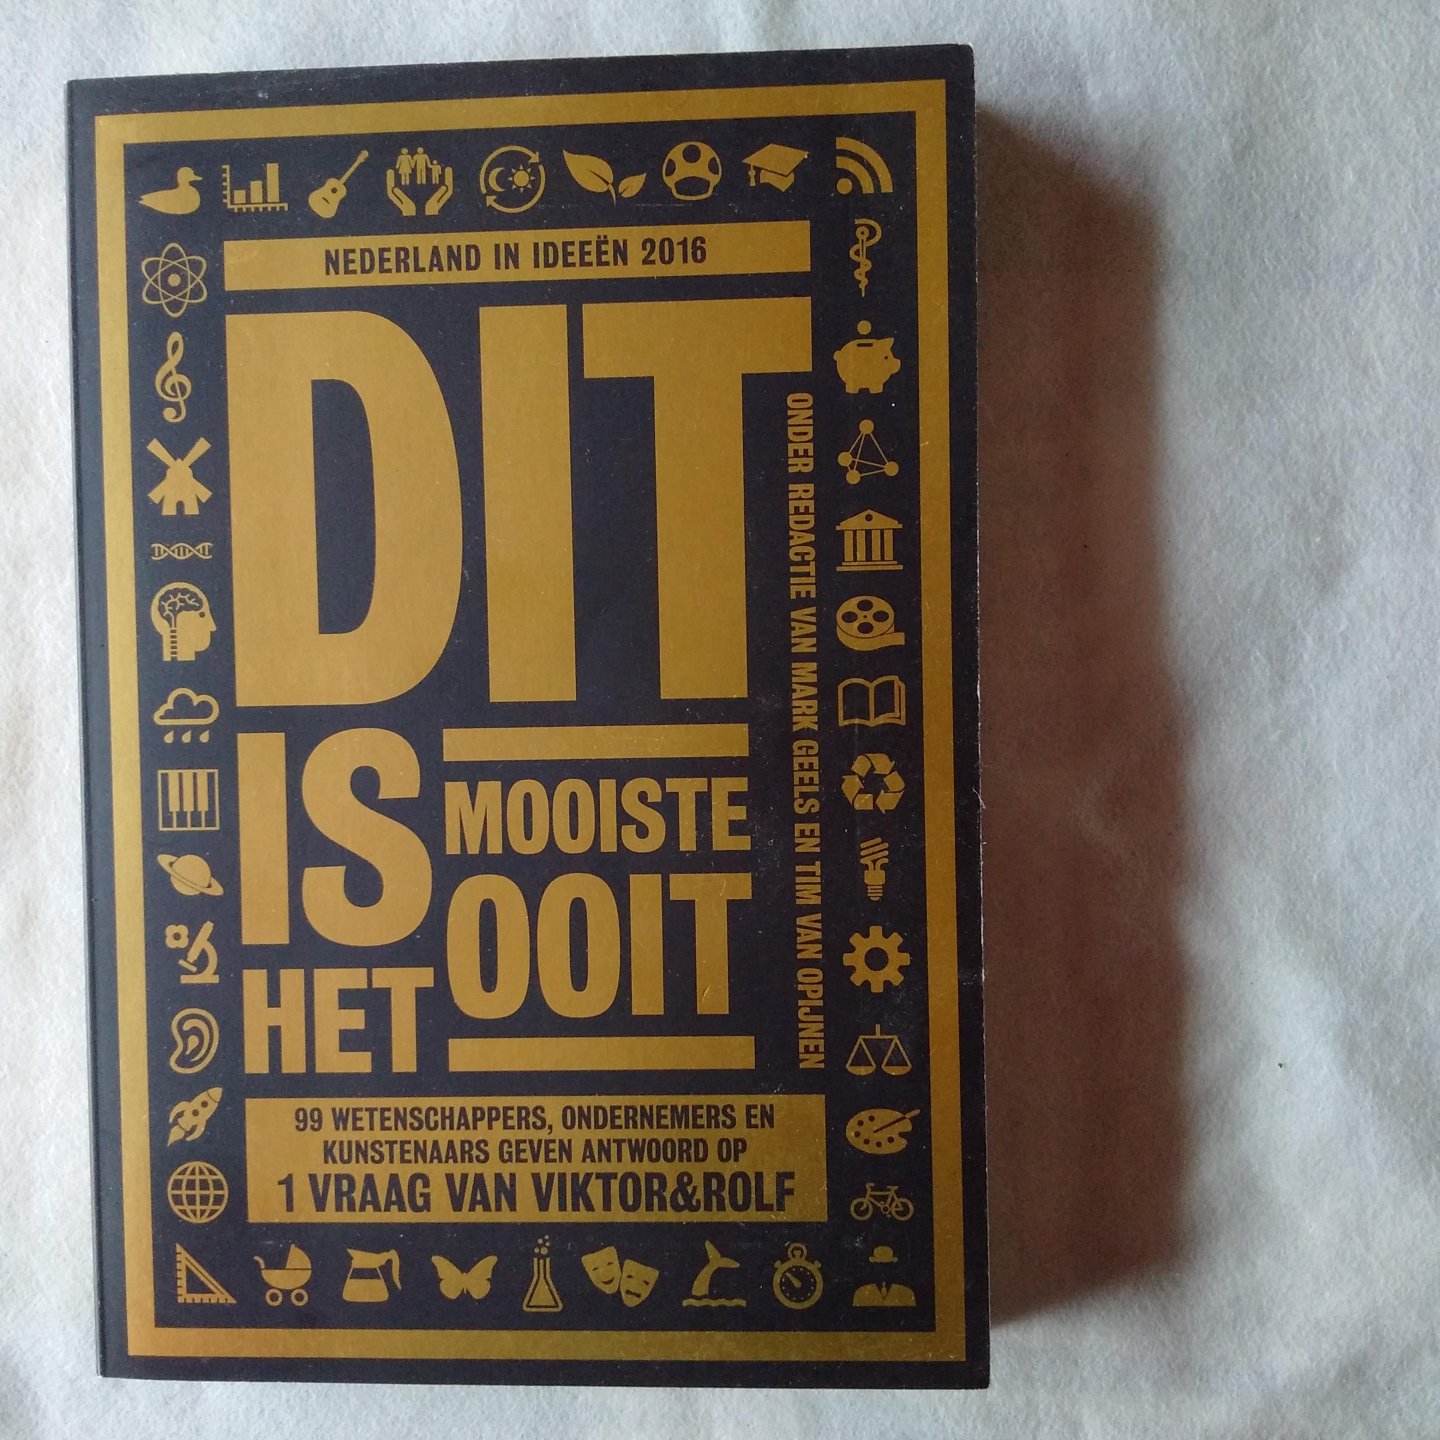 NEDERLAND IN IDEEËN 2016
DIT
IS
HET
MOOISTE
OOIT
ONDER REDACTIE VAN MARK GEELS EN TIM VAN OPIJNEN
99 WETENSCHAPPERS, ONDERNEMERS EN
KUNSTENAARS GEVEN ANTWOORD OP
1 VRAAG VAN VIKTOR&ROLF